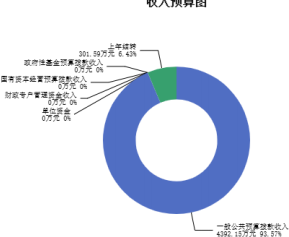 收入预算图
上年结转
301.59万元 6.43%
政府性基金预算拨款收入
0万元 0%
国有资本经营预算拨款收入
0万元 0%
财政专户管理资金收入
0万元 0%
单位资金
0万元 0%
一般公共预算拨款收入
4392.15万元 93.57%